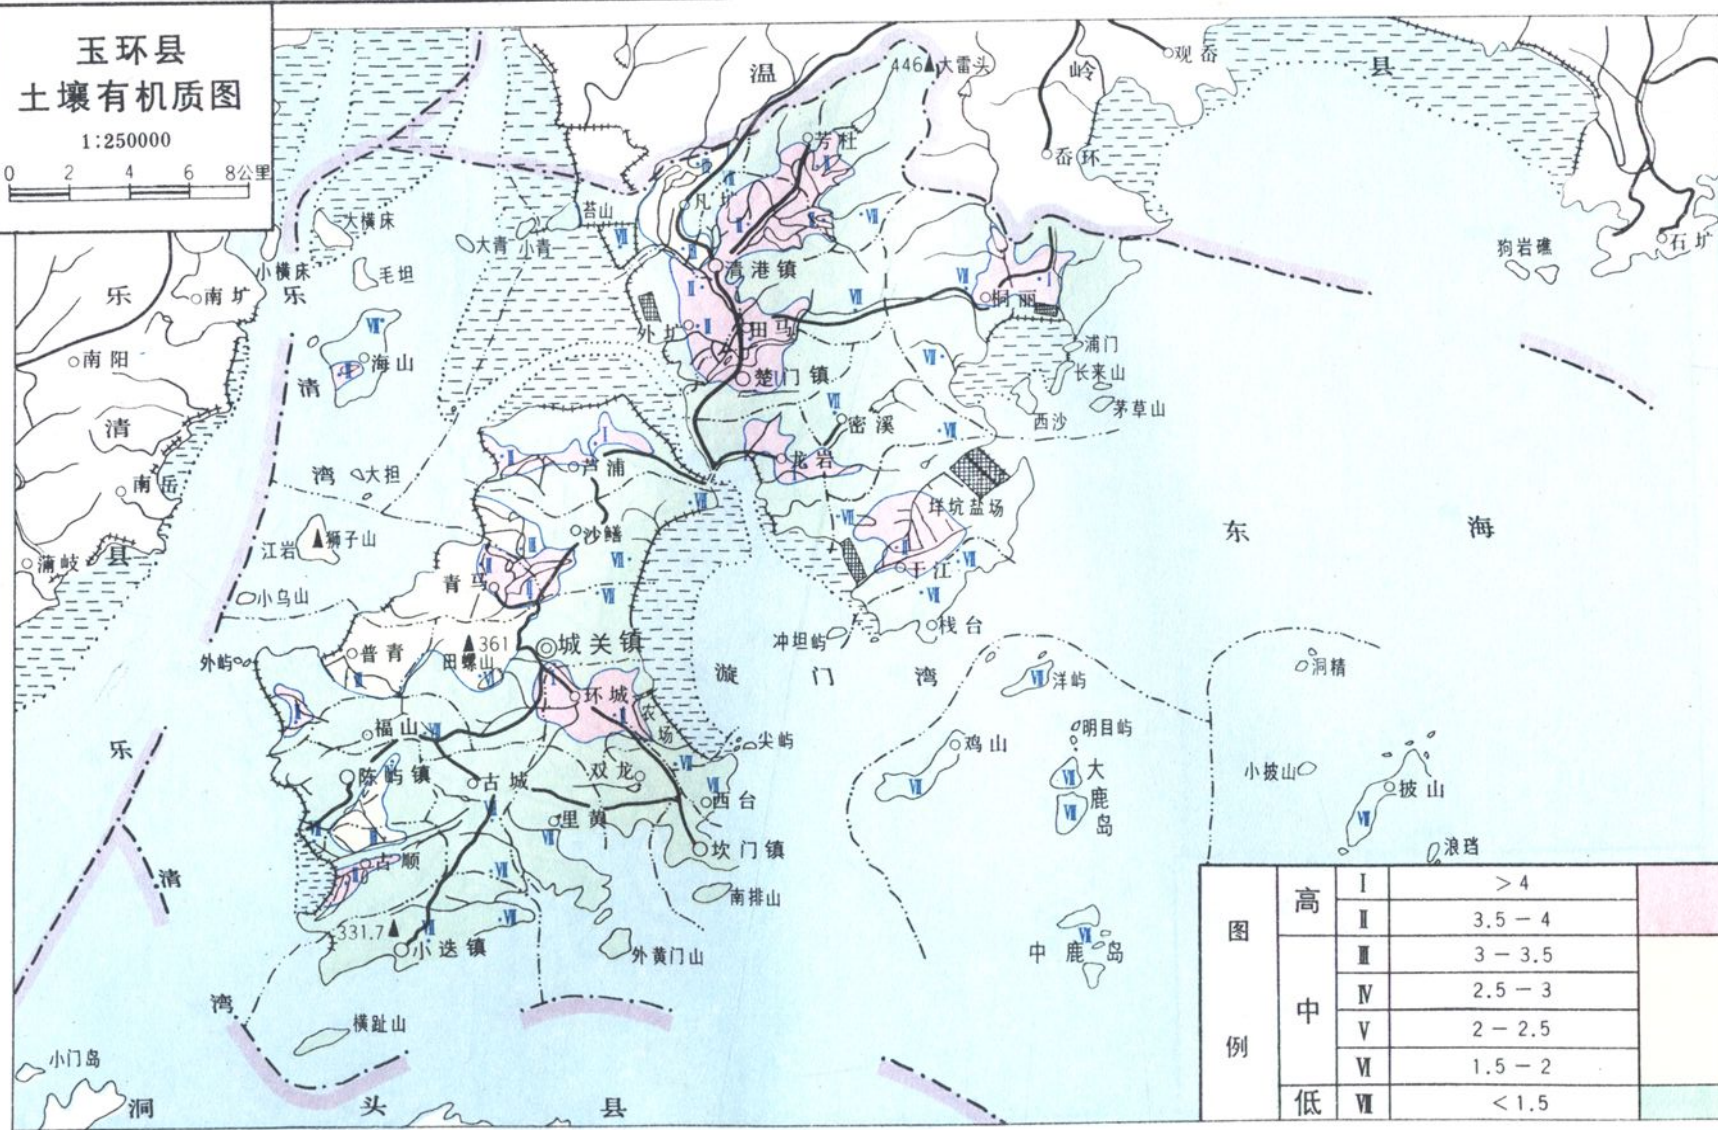 玉环县
土壤有机质图
1:250000
0 2 4 6 8公里
温
岭
县
446 大雷头
观岙
岙环
石圹
狗岩礁
芳杜
凡圹
苔山
大青
小青
大横床
小横床
毛坦
乐
清
湾
乐
清
县
南圹
南阳
南岳
蒲岐
海山
清港镇
外圹
田马
楚门镇
桐丽
浦门
长来山
茅草山
西沙
密溪
龙岩
芦浦
大担
江岩
狮子山
小乌山
沙鳝
青马
垟坑盐场
干江
栈台
冲坦屿
东 海
漩 门 湾
洋屿
洞精
外屿
普青
361
田螺山
城关镇
环城
农场
尖屿
鸡山
明目屿
大鹿岛
小披山
披山
浪珰
福山
陈屿镇
古城
双龙
西台
里黄
坎门镇
古顺
南排山
331.7
小迭镇
外黄门山
中鹿岛
乐
清
湾
横趾山
小门岛
洞 头 县
图例
高 Ⅰ >4
Ⅱ 3.5－4
中 Ⅲ 3－3.5
Ⅳ 2.5－3
Ⅴ 2－2.5
Ⅵ 1.5－2
低 Ⅶ <1.5